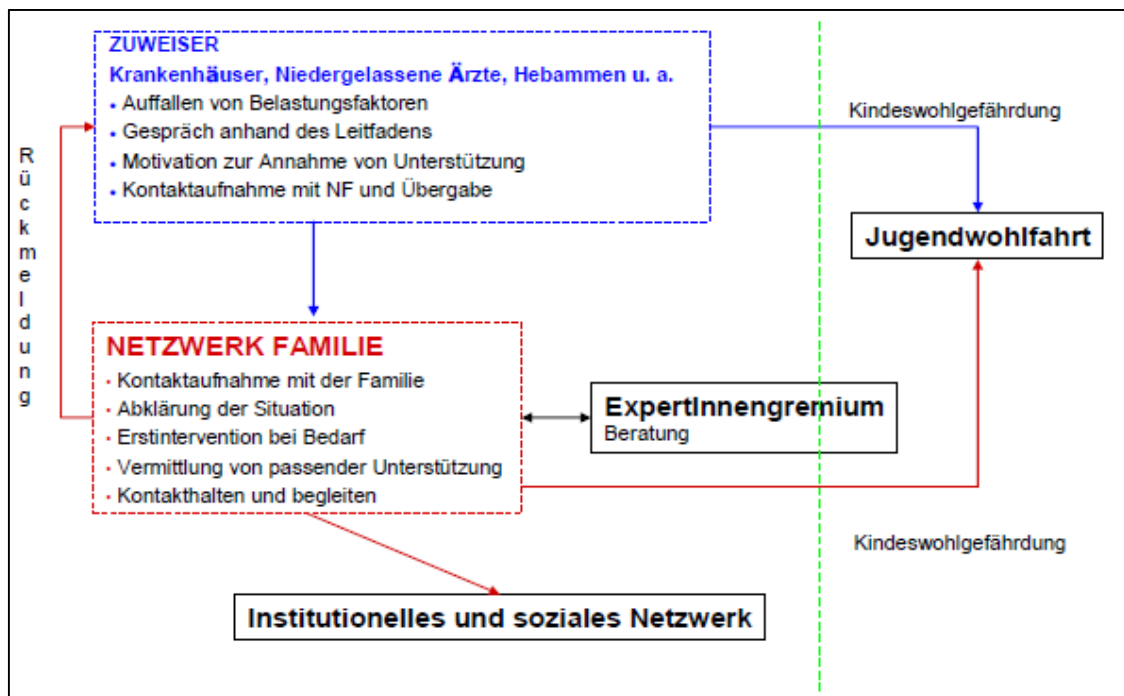 ZUWEISER
Krankenhäuser, Niedergelassene Ärzte, Hebammen u. a.
• Auffallen von Belastungsfaktoren
• Gespräch anhand des Leitfadens
• Motivation zur Annahme von Unterstützung
• Kontaktaufnahme mit NF und Übergabe
Kindeswohlgefährdung
Jugendwohlfahrt
Rückmeldung
NETZWERK FAMILIE
• Kontaktaufnahme mit der Familie
• Abklärung der Situation
• Erstintervention bei Bedarf
• Vermittlung von passender Unterstützung
• Kontakthalten und begleiten
ExpertInnengremium
Beratung
Kindeswohlgefährdung
Institutionelles und soziales Netzwerk